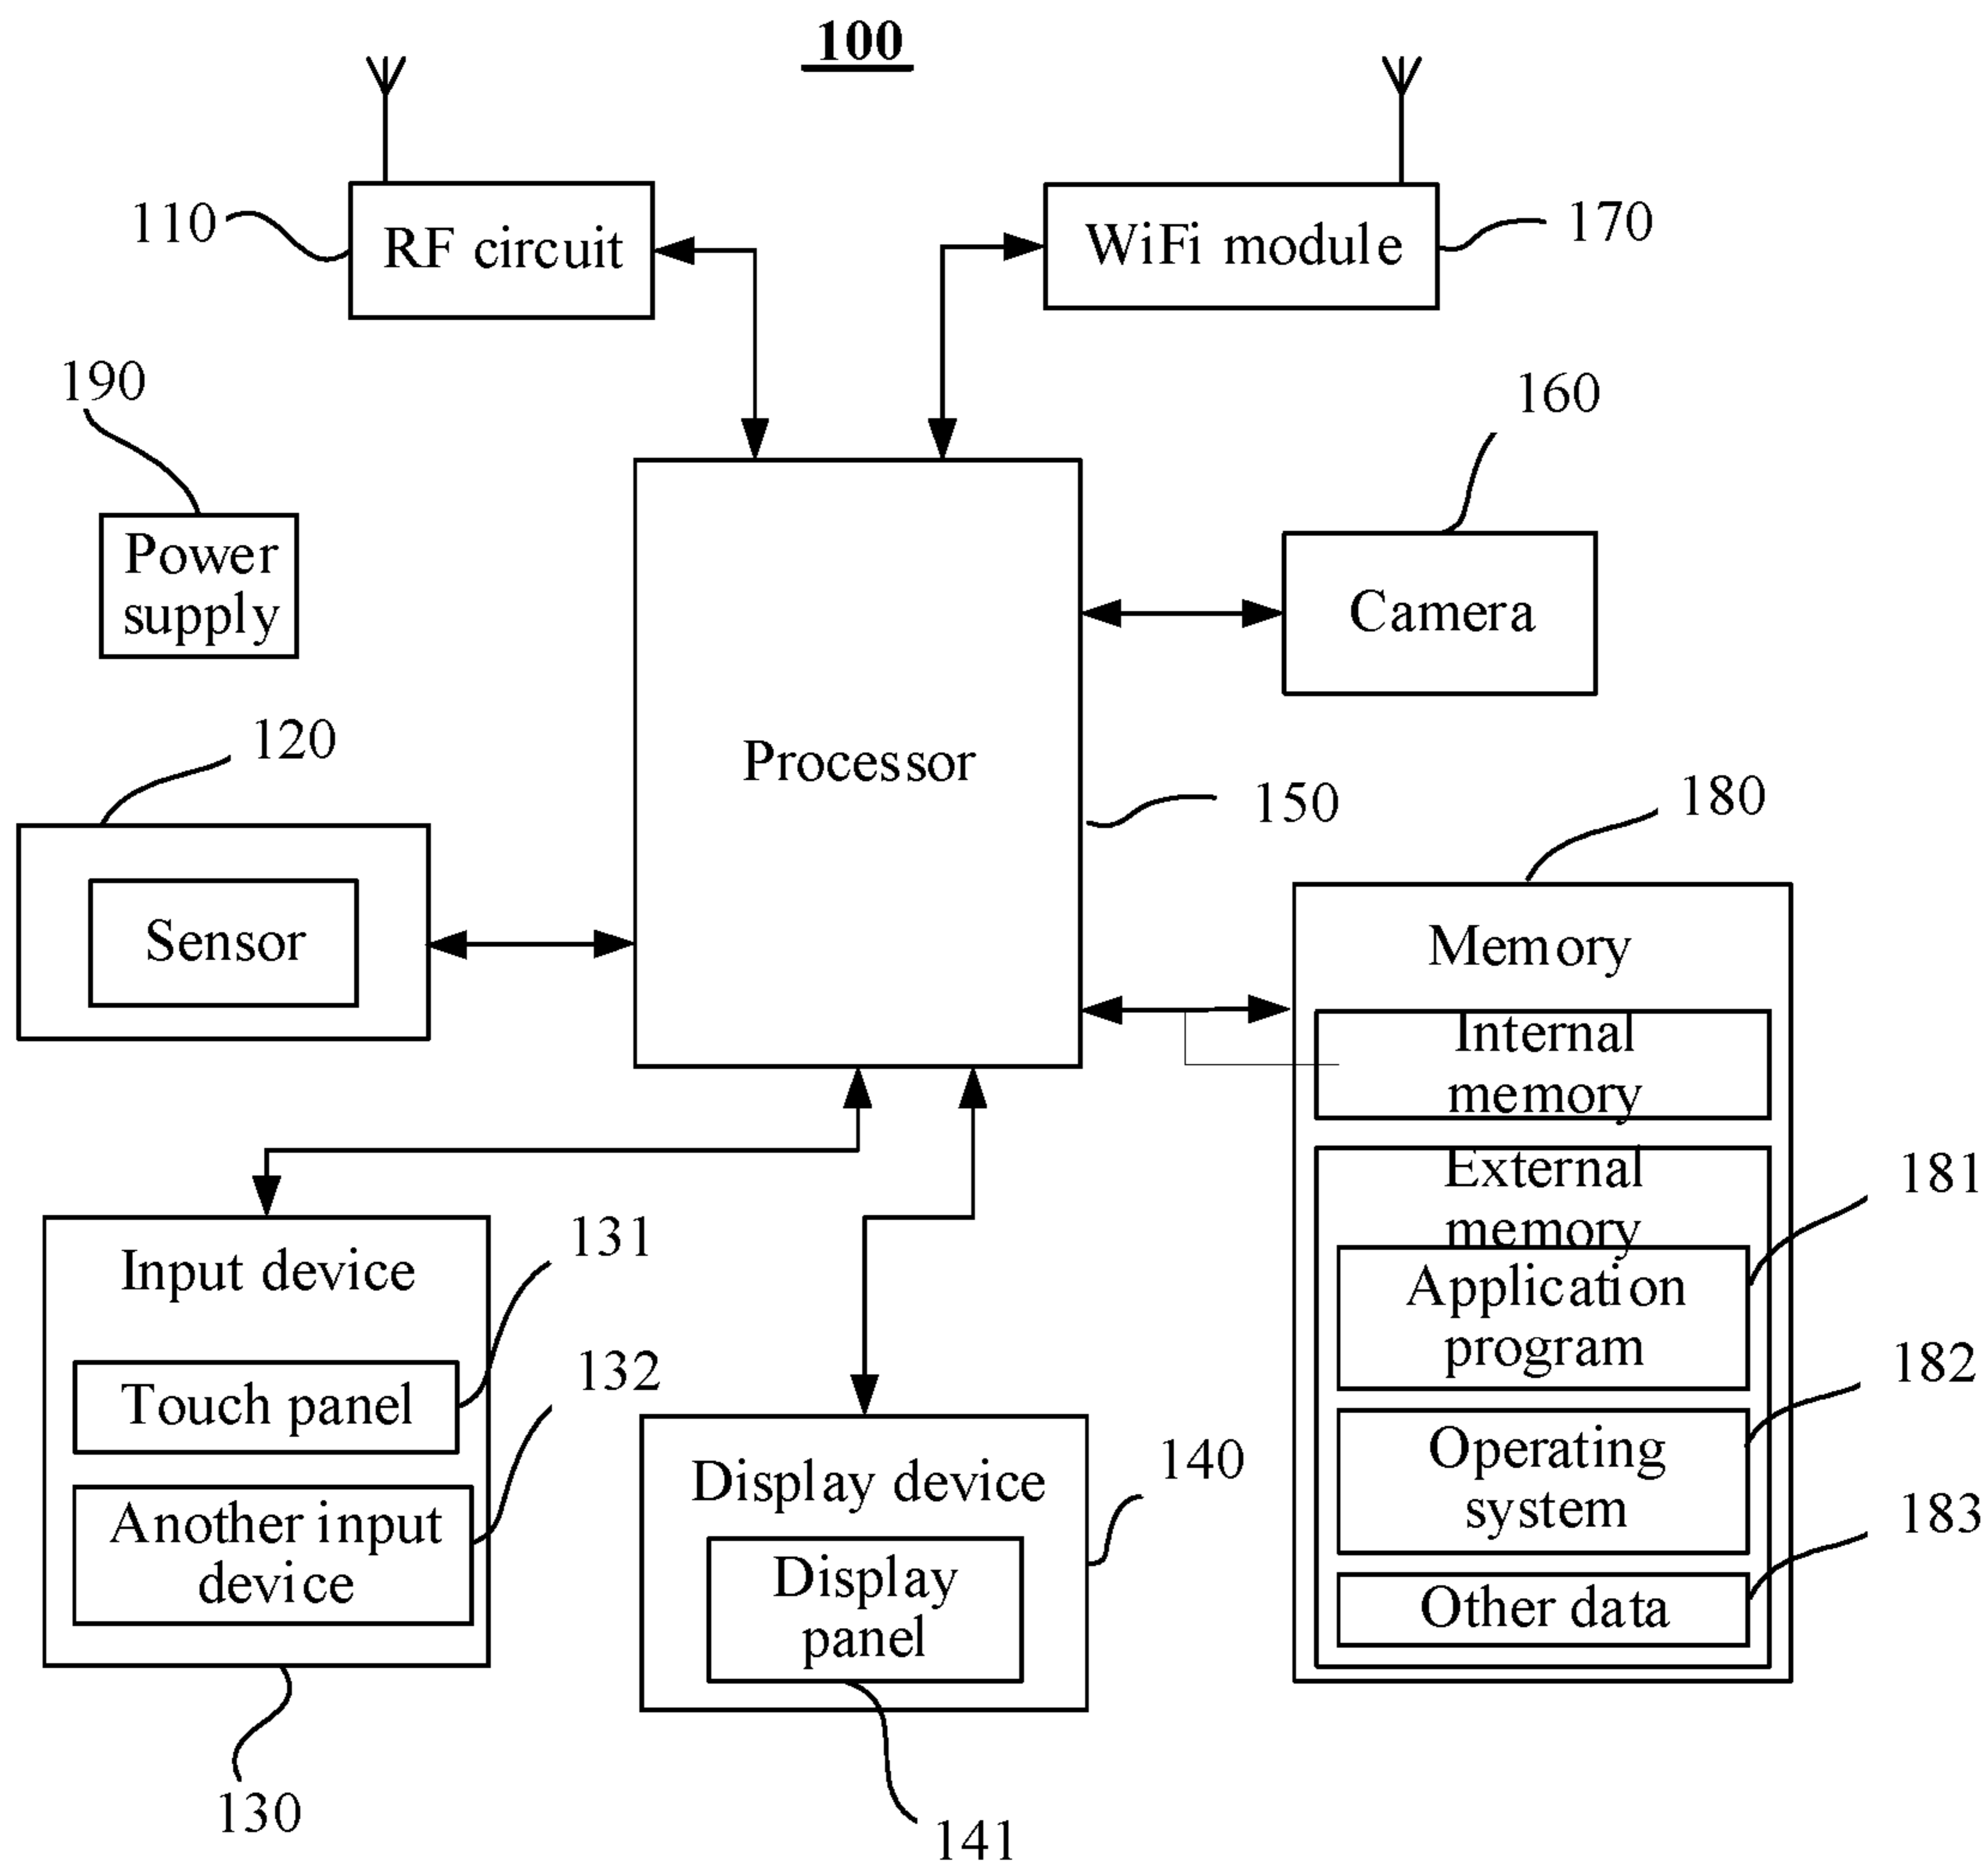 100
110
RF circuit
WiFi module
170
190
160
Power
supply
Camera
120
Processor
150
180
Sensor
Memory
Internal
memory
External
memory
181
Application
program
182
Operating
system
183
Other data
Input device
131
Touch panel
132
Another input
device
130
Display device
140
Display
panel
141